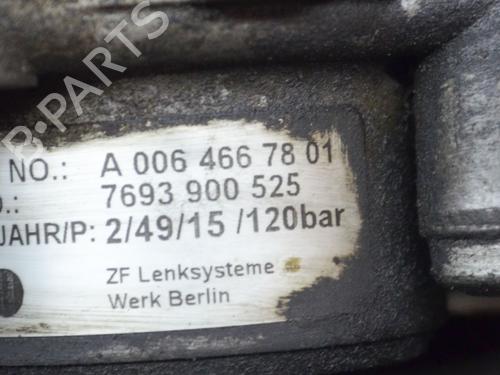 B-PARTS
NO.: A 006 466 78 01
.: 7693 900 525
JAHR/P: 2/49/15 /120bar
ZF Lenksysteme
Werk Berlin